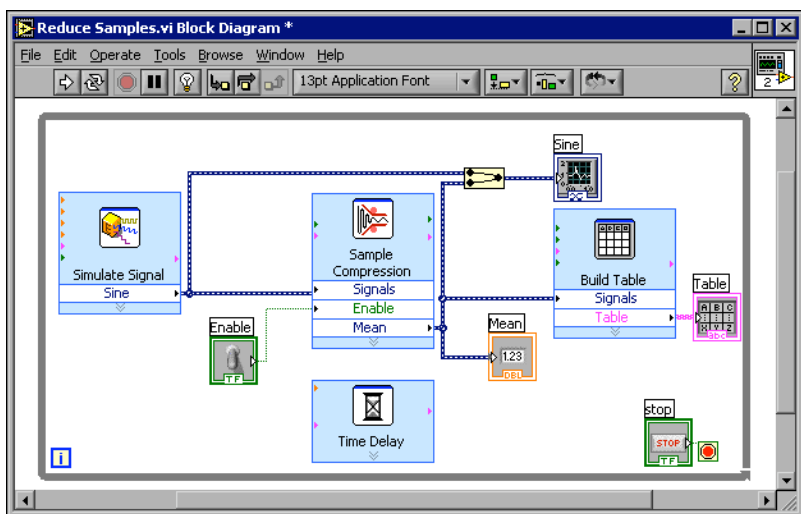 Reduce Samples.vi Block Diagram *
File Edit Operate Tools Browse Window Help
13pt Application Font
?
2
Sine
Simulate Signal
Sine
Sample
Compression
Signals
Enable
Mean
Build Table
Signals
Table
Table
abc
Enable
TF
Mean
1.23
DBL
Time Delay
stop
STOP
TF
i